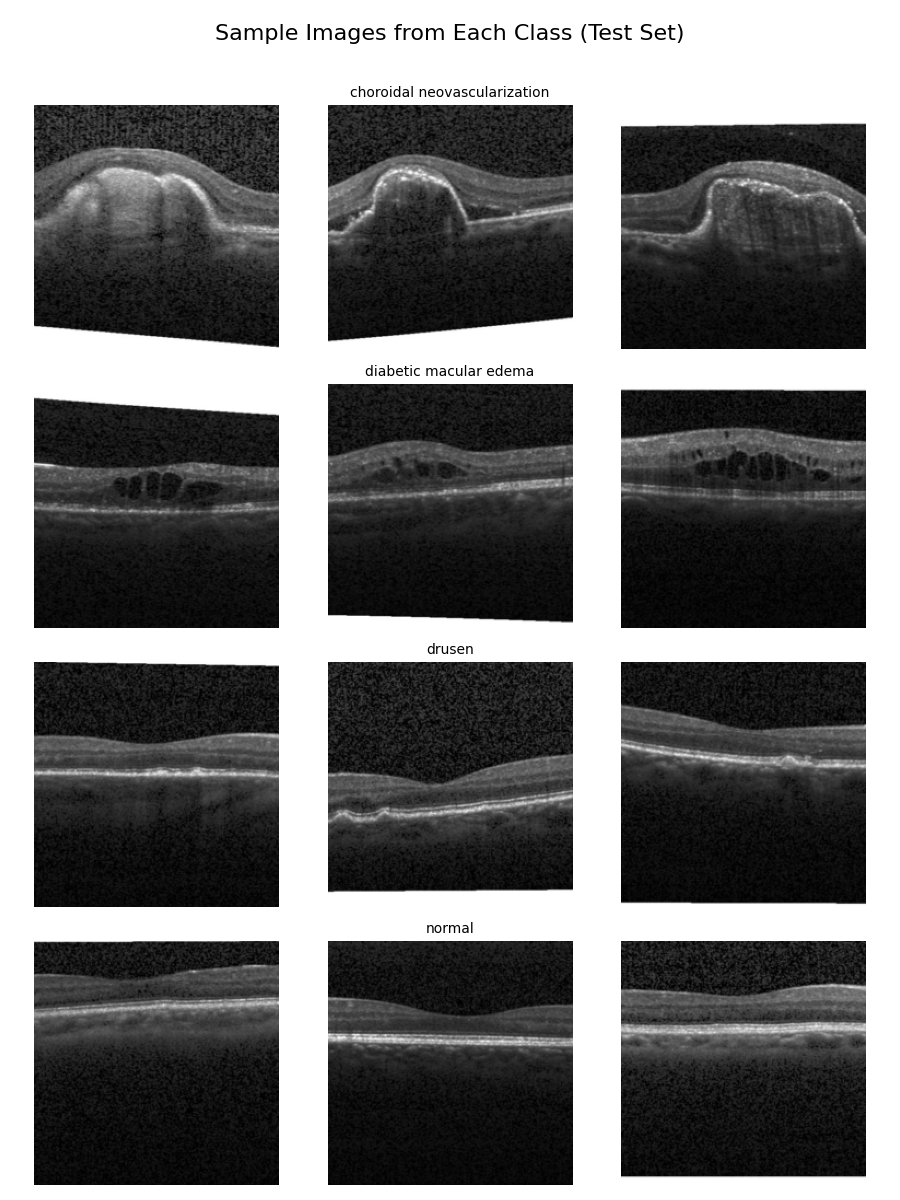 Sample Images from Each Class (Test Set)
choroidal neovascularization
diabetic macular edema
drusen
normal